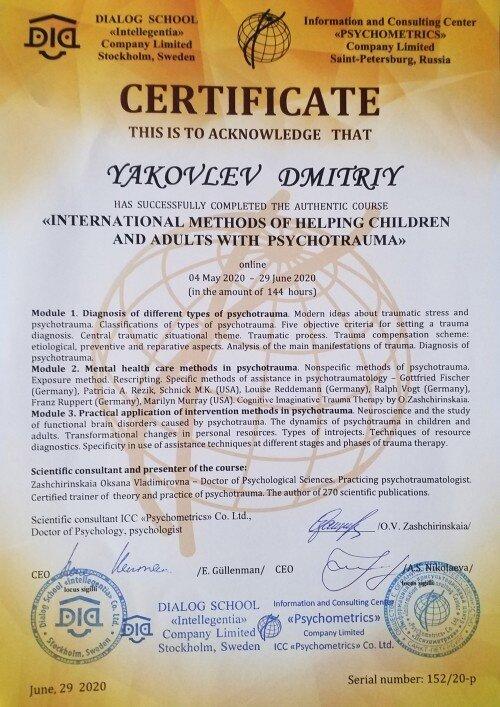 DIALOG SCHOOL
«Intellegentia»
Company Limited
Stockholm, Sweden
Information and Consulting Center
«PSYCHOMETRICS»
Company Limited
Saint-Petersburg, Russia
CERTIFICATE
THIS IS TO ACKNOWLEDGE THAT
YAKOVLEV DMITRIY
HAS SUCCESSFULLY COMPLETED THE AUTHENTIC COURSE
«INTERNATIONAL METHODS OF HELPING CHILDREN
AND ADULTS WITH PSYCHOTRAUMA»
online
04 May 2020 – 29 June 2020
(in the amount of 144 hours)
Module 1. Diagnosis of different types of psychotrauma. Modern ideas about traumatic stress and
psychotrauma. Classifications of types of psychotrauma. Five objective criteria for setting a trauma
diagnosis. Central traumatic situational theme. Traumatic process. Trauma compensation scheme:
etiological, preventive and reparative aspects. Analysis of the main manifestations of trauma. Diagnosis of
psychotrauma.
Module 2. Mental health care methods in psychotrauma. Nonspecific methods of psychotrauma.
Exposure method. Rescripting. Specific methods of assistance in psychotraumatology – Gottfried Fischer
(Germany), Patricia A. Rezik, Schnick M.K. (USA), Louise Reddemann (Germany), Ralph Vogt (Germany),
Franz Ruppert (Germany), Marilyn Murray (USA). Cognitive Imaginative Trauma Therapy by O.Zashchirinskaia.
Module 3. Practical application of intervention methods in psychotrauma. Neuroscience and the study
of functional brain disorders caused by psychotrauma. The dynamics of psychotrauma in children and
adults. Transformational changes in personal resources. Types of introjects. Techniques of resource
diagnostics. Specificity in use of assistance techniques at different stages and phases of trauma therapy.
Scientific consultant and presenter of the course:
Zashchirinskaia Oksana Vladimirovna – Doctor of Psychological Sciences. Practicing psychotraumatologist.
Certified trainer of theory and practice of psychotrauma. The author of 270 scientific publications.
Scientific consultant ICC «Psychometrics» Co. Ltd.,
Doctor of Psychology, psychologist
/O.V. Zashchirinskaia/
CEO /E. Güllenman/ CEO /A.S. Nikolaeva/
locus sigilli
locus sigilli
DIALOG SCHOOL
«Intellegentia»
Company Limited
Stockholm, Sweden
Information and Consulting Center
«Psychometrics»
Company Limited
ICC «Psychometrics» Co. Ltd.
June, 29 2020
Serial number: 152/20-p